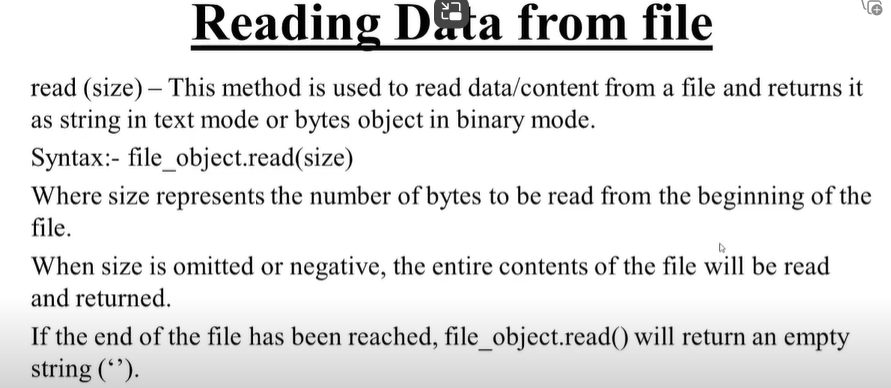 Reading Data from file
read (size) – This method is used to read data/content from a file and returns it
as string in text mode or bytes object in binary mode.
Syntax:- file_object.read(size)
Where size represents the number of bytes to be read from the beginning of the
file.
When size is omitted or negative, the entire contents of the file will be read
and returned.
If the end of the file has been reached, file_object.read() will return an empty
string (‘’).